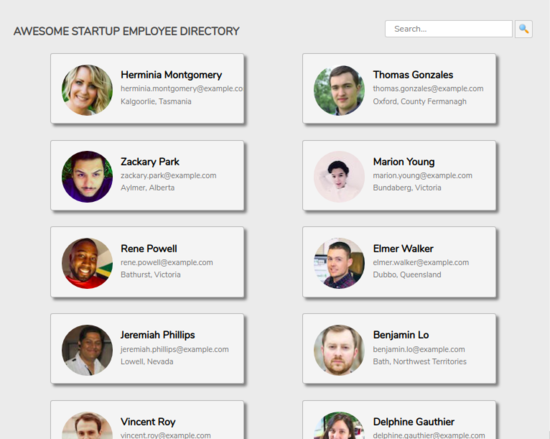 AWESOME STARTUP EMPLOYEE DIRECTORY
Search...
Herminia Montgomery
herminia.montgomery@example.co
Kalgoorlie, Tasmania
Thomas Gonzales
thomas.gonzales@example.com
Oxford, County Fermanagh
Zackary Park
zackary.park@example.com
Aylmer, Alberta
Marion Young
marion.young@example.com
Bundaberg, Victoria
Rene Powell
rene.powell@example.com
Bathurst, Victoria
Elmer Walker
elmer.walker@example.com
Dubbo, Queensland
Jeremiah Phillips
jeremiah.phillips@example.com
Lowell, Nevada
Benjamin Lo
benjamin.lo@example.com
Bath, Northwest Territories
Vincent Roy
vincent.roy@example.com
Delphine Gauthier
delphine.gauthier@example.com